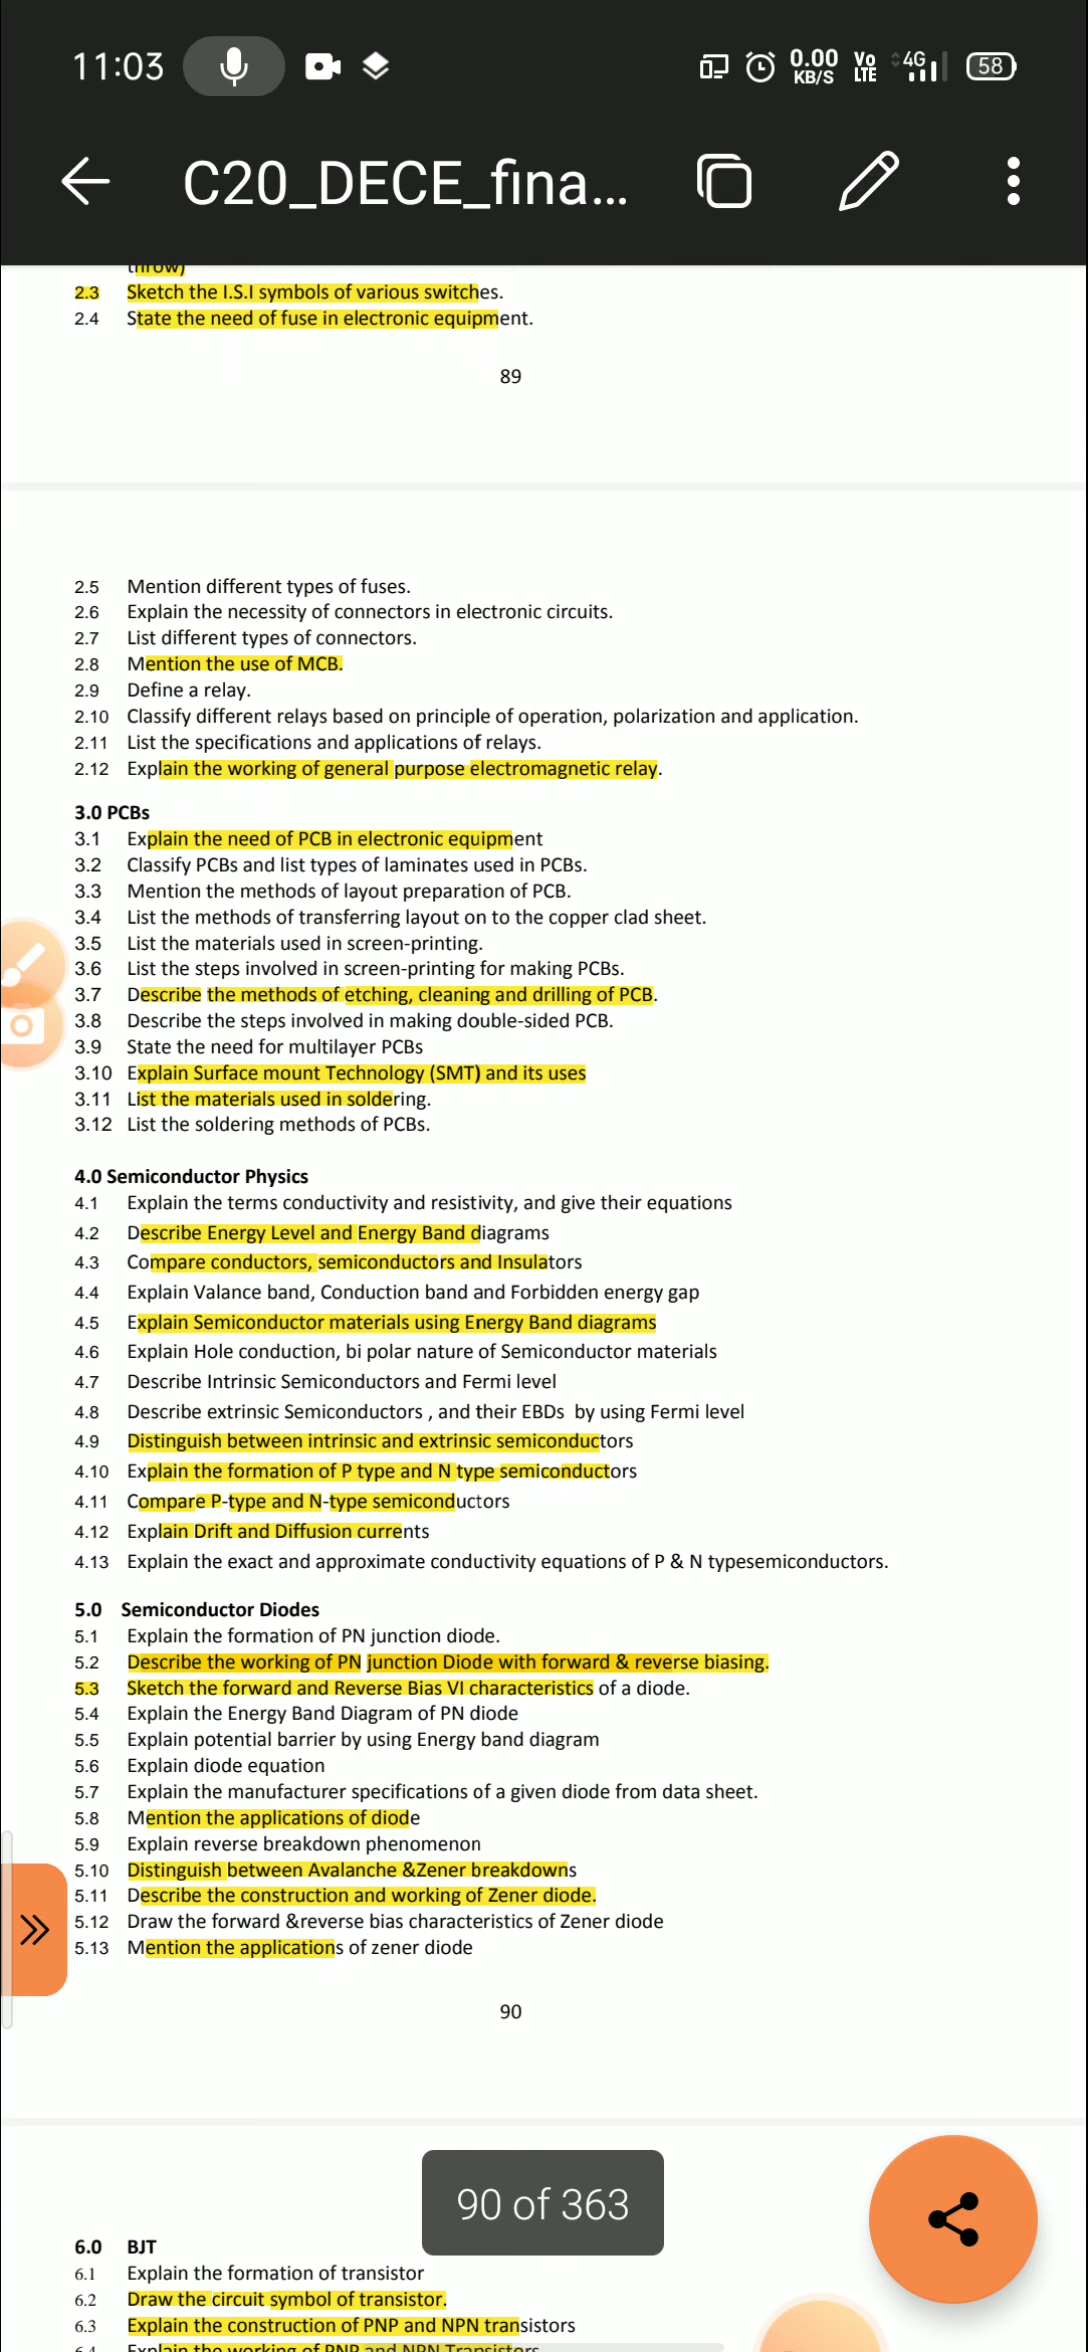 11:03
0.00 KB/S
Vo LTE
4G
58
C20_DECE_fina...
throw)
2.3 Sketch the I.S.I symbols of various switches.
2.4 State the need of fuse in electronic equipment.
89
2.5 Mention different types of fuses.
2.6 Explain the necessity of connectors in electronic circuits.
2.7 List different types of connectors.
2.8 Mention the use of MCB.
2.9 Define a relay.
2.10 Classify different relays based on principle of operation, polarization and application.
2.11 List the specifications and applications of relays.
2.12 Explain the working of general purpose electromagnetic relay.
3.0 PCBs
3.1 Explain the need of PCB in electronic equipment
3.2 Classify PCBs and list types of laminates used in PCBs.
3.3 Mention the methods of layout preparation of PCB.
3.4 List the methods of transferring layout on to the copper clad sheet.
3.5 List the materials used in screen-printing.
3.6 List the steps involved in screen-printing for making PCBs.
3.7 Describe the methods of etching, cleaning and drilling of PCB.
3.8 Describe the steps involved in making double-sided PCB.
3.9 State the need for multilayer PCBs
3.10 Explain Surface mount Technology (SMT) and its uses
3.11 List the materials used in soldering.
3.12 List the soldering methods of PCBs.
4.0 Semiconductor Physics
4.1 Explain the terms conductivity and resistivity, and give their equations
4.2 Describe Energy Level and Energy Band diagrams
4.3 Compare conductors, semiconductors and Insulators
4.4 Explain Valance band, Conduction band and Forbidden energy gap
4.5 Explain Semiconductor materials using Energy Band diagrams
4.6 Explain Hole conduction, bi polar nature of Semiconductor materials
4.7 Describe Intrinsic Semiconductors and Fermi level
4.8 Describe extrinsic Semiconductors , and their EBDs by using Fermi level
4.9 Distinguish between intrinsic and extrinsic semiconductors
4.10 Explain the formation of P type and N type semiconductors
4.11 Compare P-type and N-type semiconductors
4.12 Explain Drift and Diffusion currents
4.13 Explain the exact and approximate conductivity equations of P & N typesemiconductors.
5.0 Semiconductor Diodes
5.1 Explain the formation of PN junction diode.
5.2 Describe the working of PN junction Diode with forward & reverse biasing.
5.3 Sketch the forward and Reverse Bias VI characteristics of a diode.
5.4 Explain the Energy Band Diagram of PN diode
5.5 Explain potential barrier by using Energy band diagram
5.6 Explain diode equation
5.7 Explain the manufacturer specifications of a given diode from data sheet.
5.8 Mention the applications of diode
5.9 Explain reverse breakdown phenomenon
5.10 Distinguish between Avalanche &Zener breakdowns
5.11 Describe the construction and working of Zener diode.
5.12 Draw the forward &reverse bias characteristics of Zener diode
5.13 Mention the applications of zener diode
90
90 of 363
6.0 BJT
6.1 Explain the formation of transistor
6.2 Draw the circuit symbol of transistor.
6.3 Explain the construction of PNP and NPN transistors
6.4 Explain the working of PNP and NPN Transistors